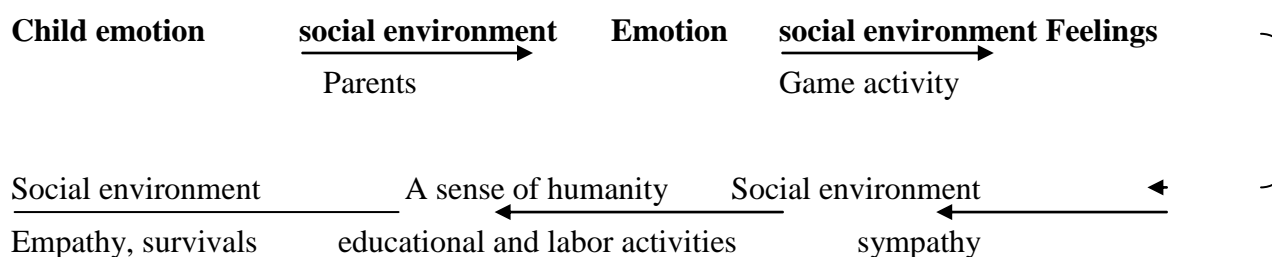 Child emotion social environment Emotion social environment Feelings
Parents Game activity
Social environment A sense of humanity Social environment
Empathy, survivals educational and labor activities sympathy